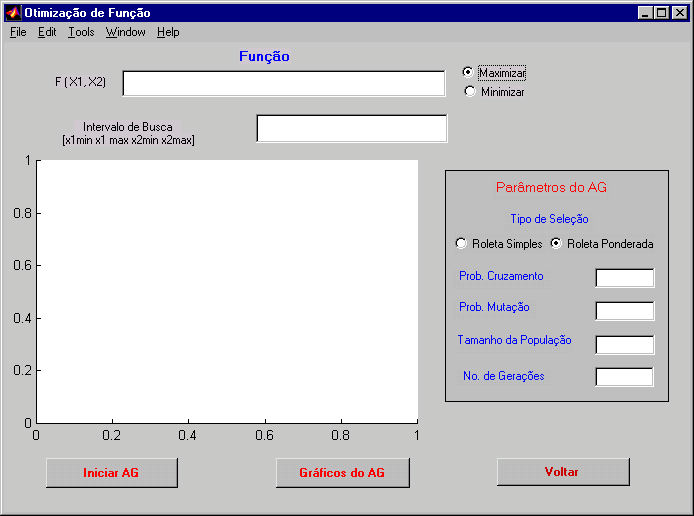 Otimização de Função
File Edit Tools Window Help
Função
F ( X1, X2)
Maximizar
Minimizar
Intervalo de Busca
[x1min x1 max x2min x2max]
1
0.8
0.6
0.4
0.2
0
0 0.2 0.4 0.6 0.8 1
Parâmetros do AG
Tipo de Seleção
Roleta Simples Roleta Ponderada
Prob. Cruzamento
Prob. Mutação
Tamanho da População
No. de Gerações
Iniciar AG Gráficos do AG Voltar